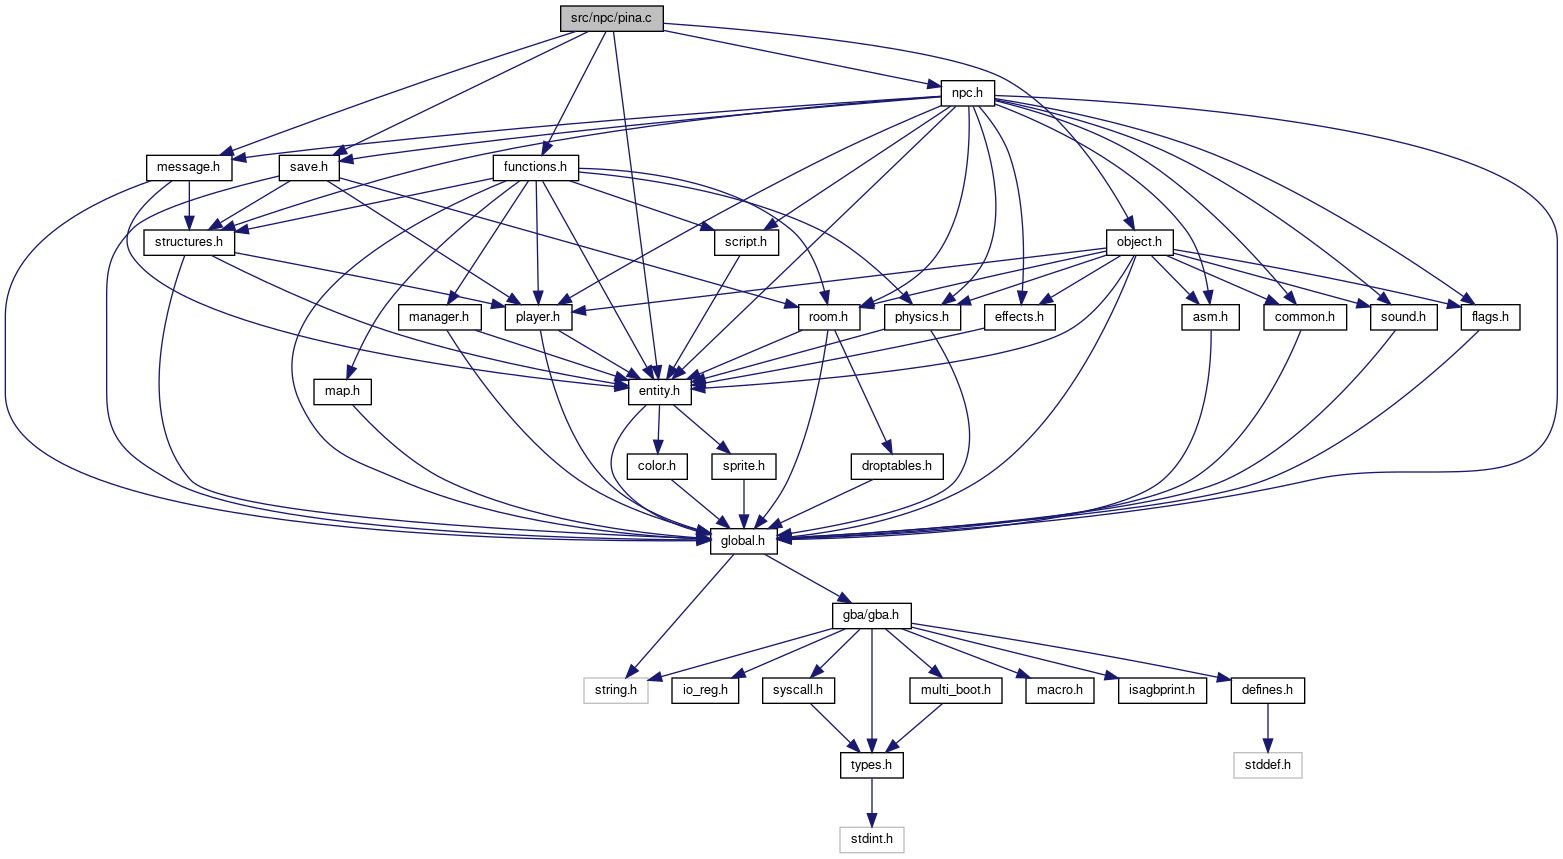 src/npc/pina.c
npc.h
message.h
save.h
functions.h
structures.h
script.h
object.h
manager.h
player.h
room.h
physics.h
effects.h
asm.h
common.h
sound.h
flags.h
map.h
entity.h
color.h
sprite.h
droptables.h
global.h
gba/gba.h
string.h
io_reg.h
syscall.h
multi_boot.h
macro.h
isagbprint.h
defines.h
types.h
stddef.h
stdint.h